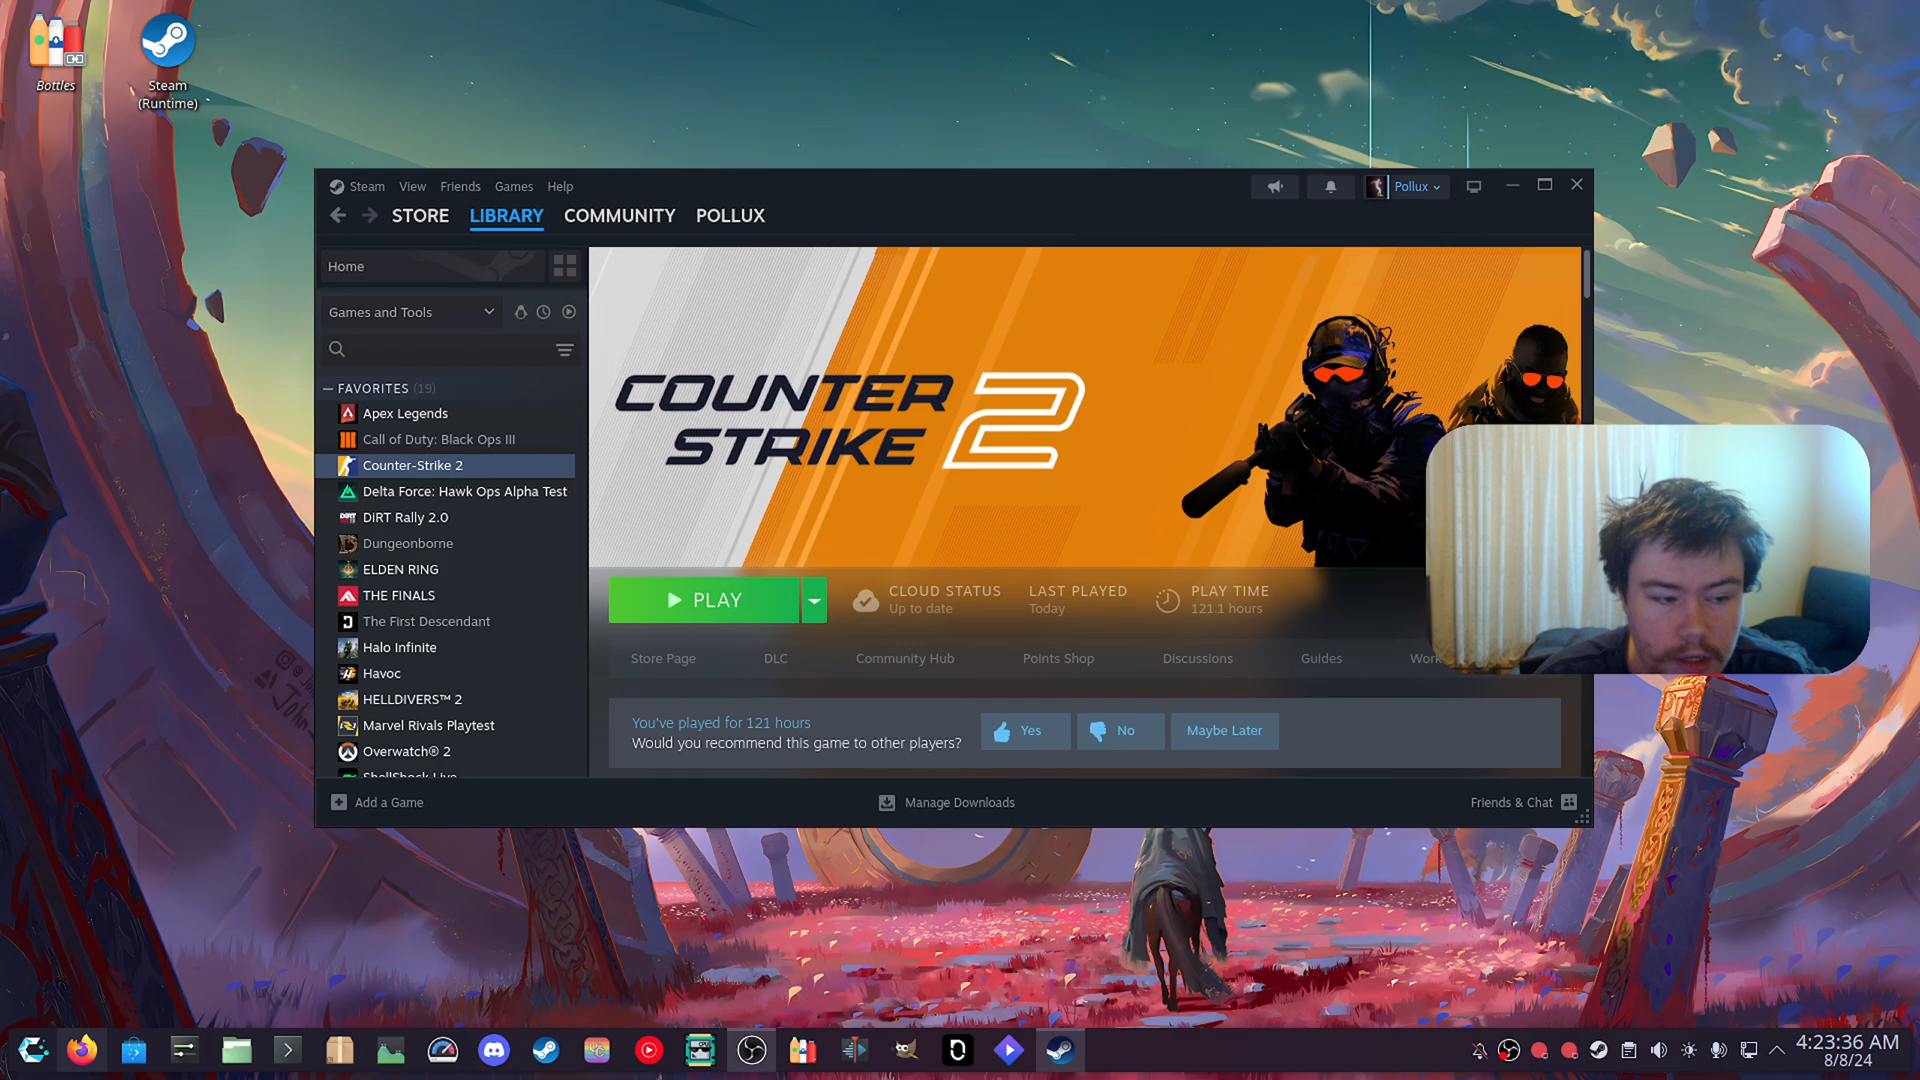 Bottles
Steam
(Runtime)
Steam View Friends Games Help
Pollux
STORE LIBRARY COMMUNITY POLLUX
Home
Games and Tools
FAVORITES (19)
Apex Legends
Call of Duty: Black Ops III
Counter-Strike 2
Delta Force: Hawk Ops Alpha Test
DiRT Rally 2.0
Dungeonborne
ELDEN RING
THE FINALS
The First Descendant
Halo Infinite
Havoc
HELLDIVERS™ 2
Marvel Rivals Playtest
Overwatch® 2
ShellShock Live
COUNTER
STRIKE 2
PLAY
CLOUD STATUS
Up to date
LAST PLAYED
Today
PLAY TIME
121.1 hours
Store Page DLC Community Hub Points Shop Discussions Guides Work
You've played for 121 hours
Would you recommend this game to other players?
Yes No Maybe Later
Add a Game
Manage Downloads
Friends & Chat
4:23:36 AM
8/8/24